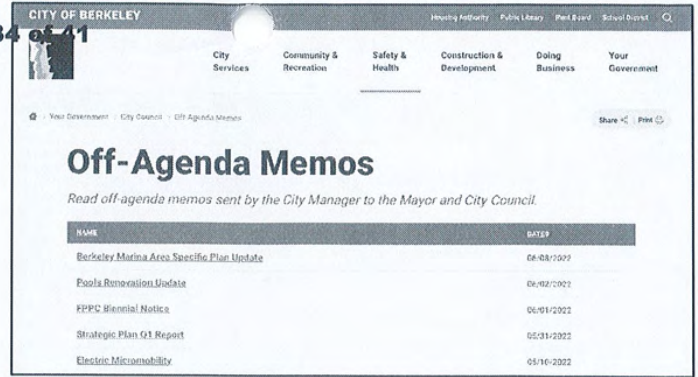 CITY OF BERKELEY
Housing Authority Public Library Rent Board School District
34 of 41
City Services
Community & Recreation
Safety & Health
Construction & Development
Doing Business
Your Government
Your Government City Council Off Agenda Memos
Share Print
Off-Agenda Memos
Read off-agenda memos sent by the City Manager to the Mayor and City Council.
NAME DATE
Berkeley Marina Area Specific Plan Update 06/08/2022
Pools Renovation Update 06/02/2022
FPPC Biennial Notice 06/01/2022
Strategic Plan Q1 Report 05/31/2022
Electric Micromobility 05/10/2022